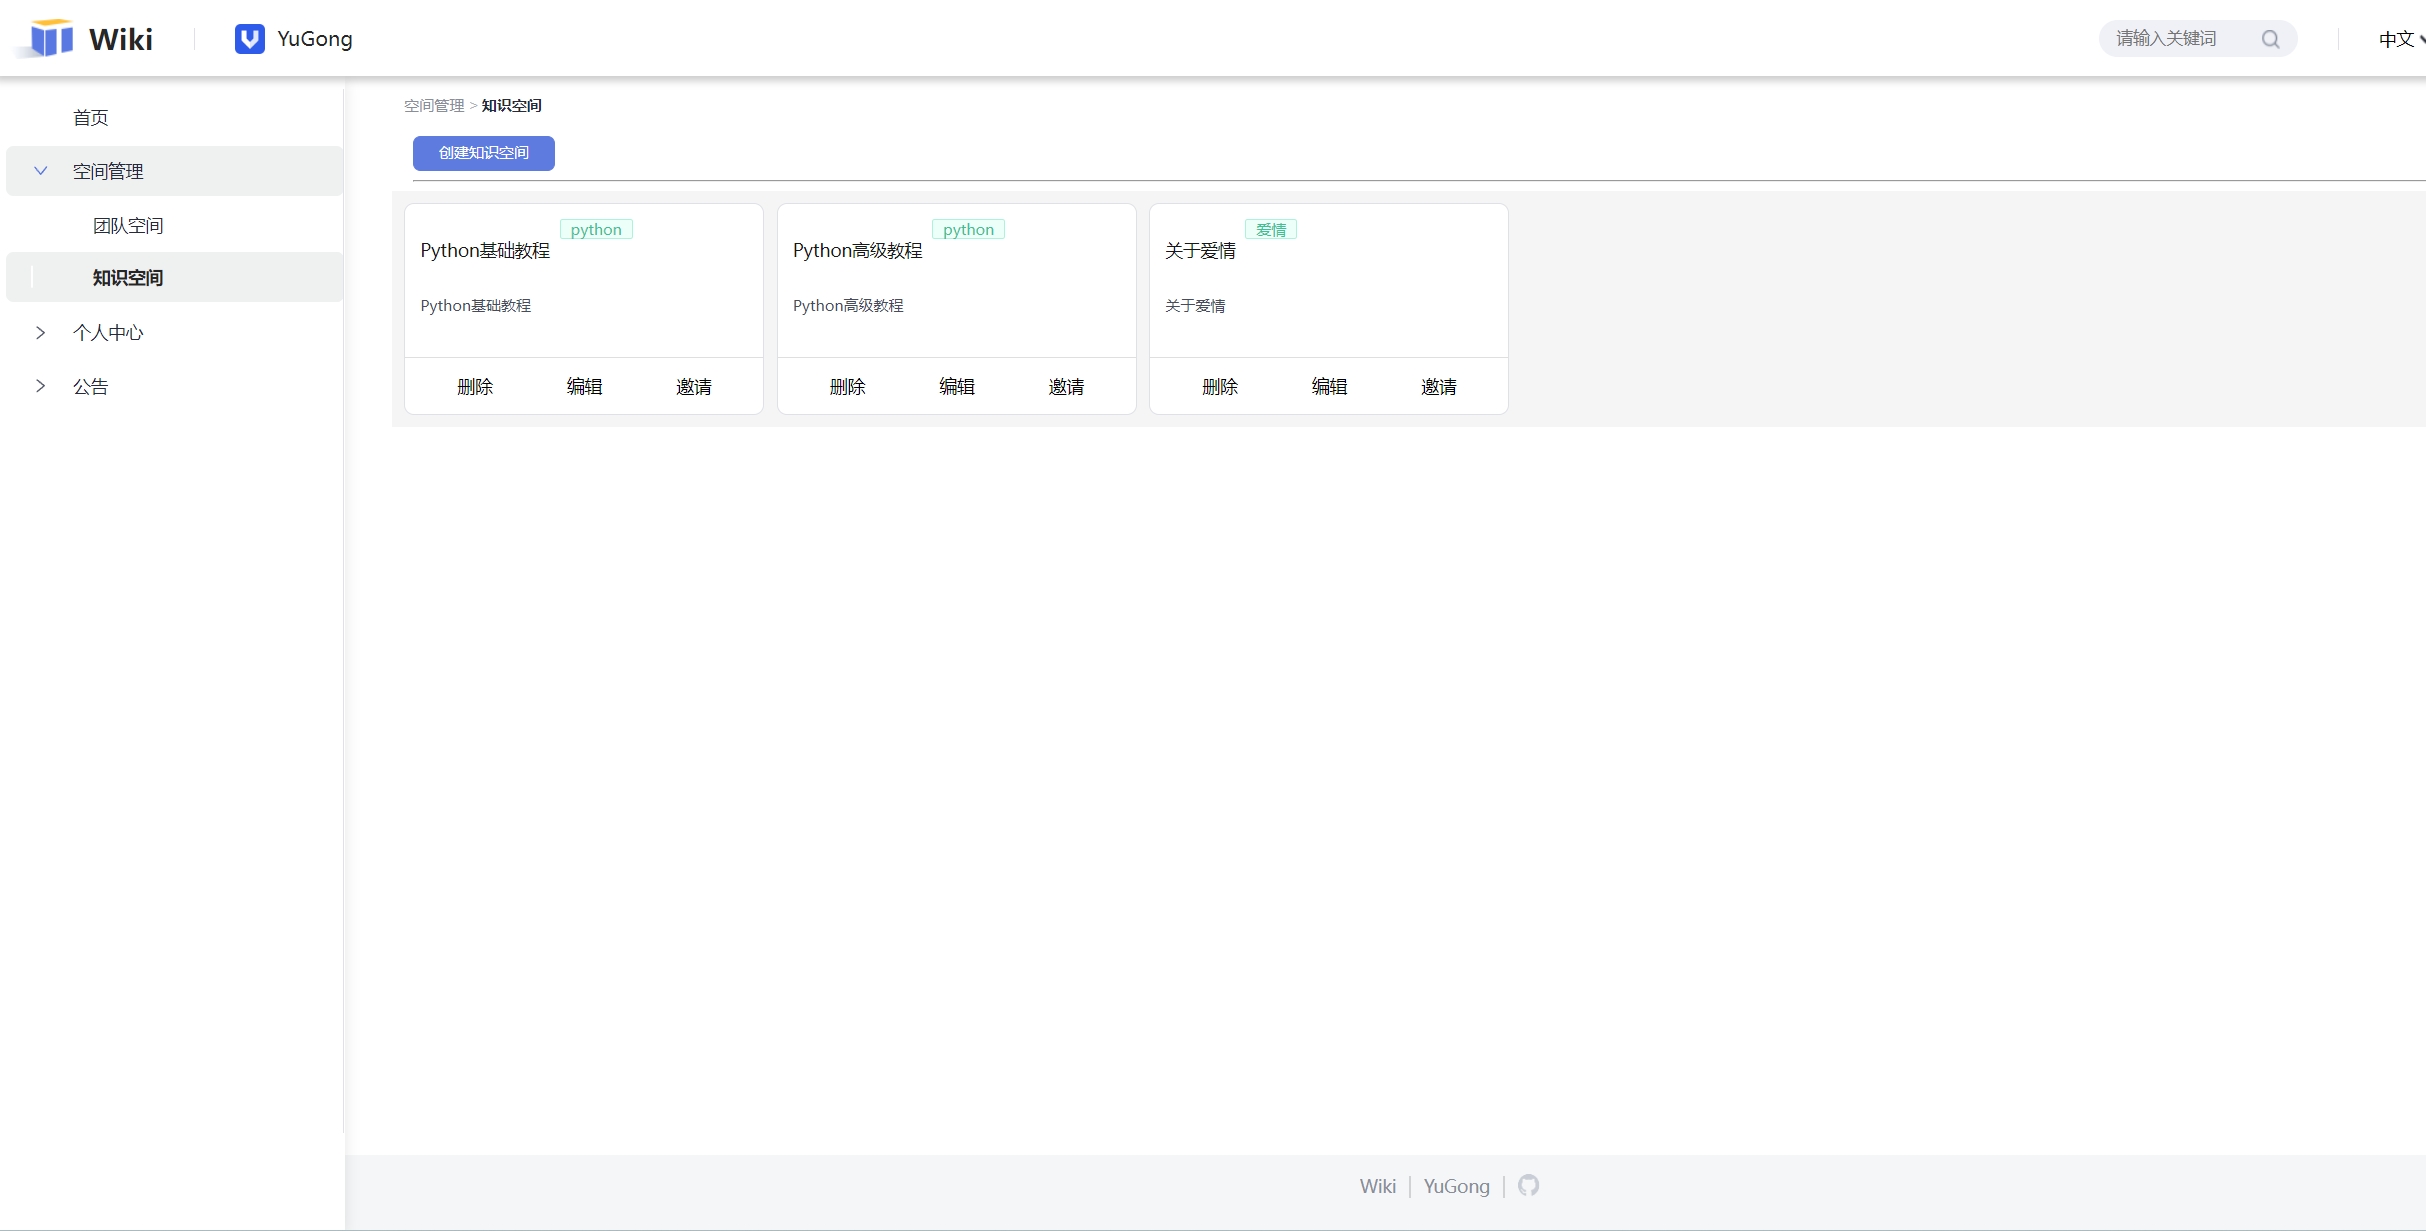 Wiki
YuGong
请输入关键词
中文
首页
空间管理
团队空间
知识空间
个人中心
公告
空间管理 > 知识空间
创建知识空间
Python基础教程 python
Python基础教程
删除 编辑 邀请
Python高级教程 python
Python高级教程
删除 编辑 邀请
关于爱情 爱情
关于爱情
删除 编辑 邀请
Wiki | YuGong |